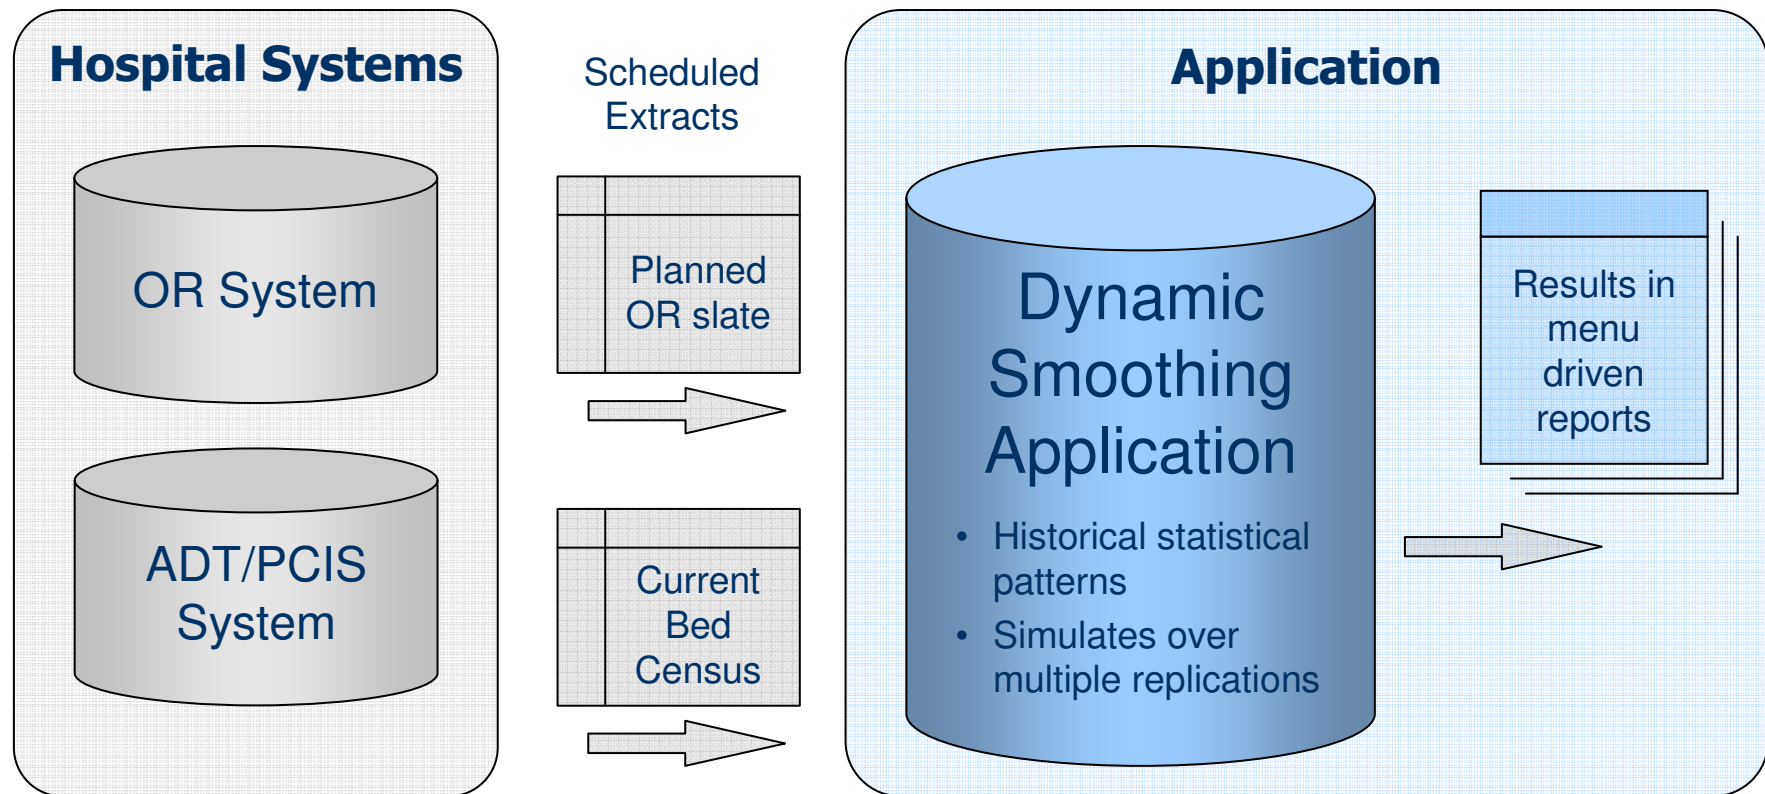 Hospital Systems
OR System
ADT/PCIS
System
Scheduled
Extracts
Planned
OR slate
Current
Bed
Census
Application
Dynamic
Smoothing
Application
• Historical statistical
patterns
• Simulates over
multiple replications
Results in
menu
driven
reports